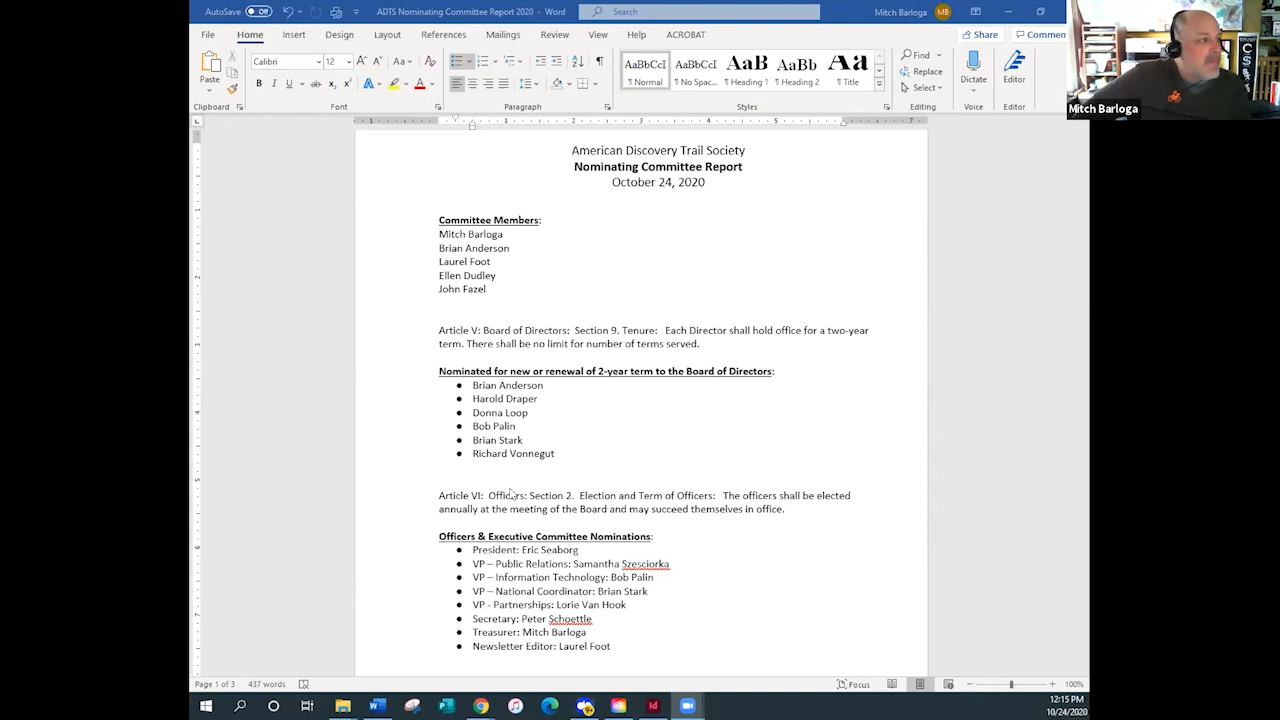 AutoSave Off ADTS Nominating Committee Report 2020 - Word Search Mitch Barloga MB
File Home Insert Design Layout References Mailings Review View Help ACROBAT Share Commen
Paste Calibri 12 Aa AaBbCcI AaBbCcI AaB AaBb Aa Find Replace Select Dictate Editor
¶ Normal ¶ No Spac... ¶ Heading 1 ¶ Heading 2 ¶ Title
Clipboard Font Paragraph Styles Editing Voice Editor
Mitch Barloga
American Discovery Trail Society
Nominating Committee Report
October 24, 2020
Committee Members:
Mitch Barloga
Brian Anderson
Laurel Foot
Ellen Dudley
John Fazel
Article V: Board of Directors: Section 9. Tenure: Each Director shall hold office for a two-year
term. There shall be no limit for number of terms served.
Nominated for new or renewal of 2-year term to the Board of Directors:
● Brian Anderson
● Harold Draper
● Donna Loop
● Bob Palin
● Brian Stark
● Richard Vonnegut
Article VI: Officers: Section 2. Election and Term of Officers: The officers shall be elected
annually at the meeting of the Board and may succeed themselves in office.
Officers & Executive Committee Nominations:
● President: Eric Seaborg
● VP – Public Relations: Samantha Szesciorka
● VP – Information Technology: Bob Palin
● VP – National Coordinator: Brian Stark
● VP - Partnerships: Lorie Van Hook
● Secretary: Peter Schoettle
● Treasurer: Mitch Barloga
● Newsletter Editor: Laurel Foot
Page 1 of 3 437 words Focus 100%
12:15 PM
10/24/2020